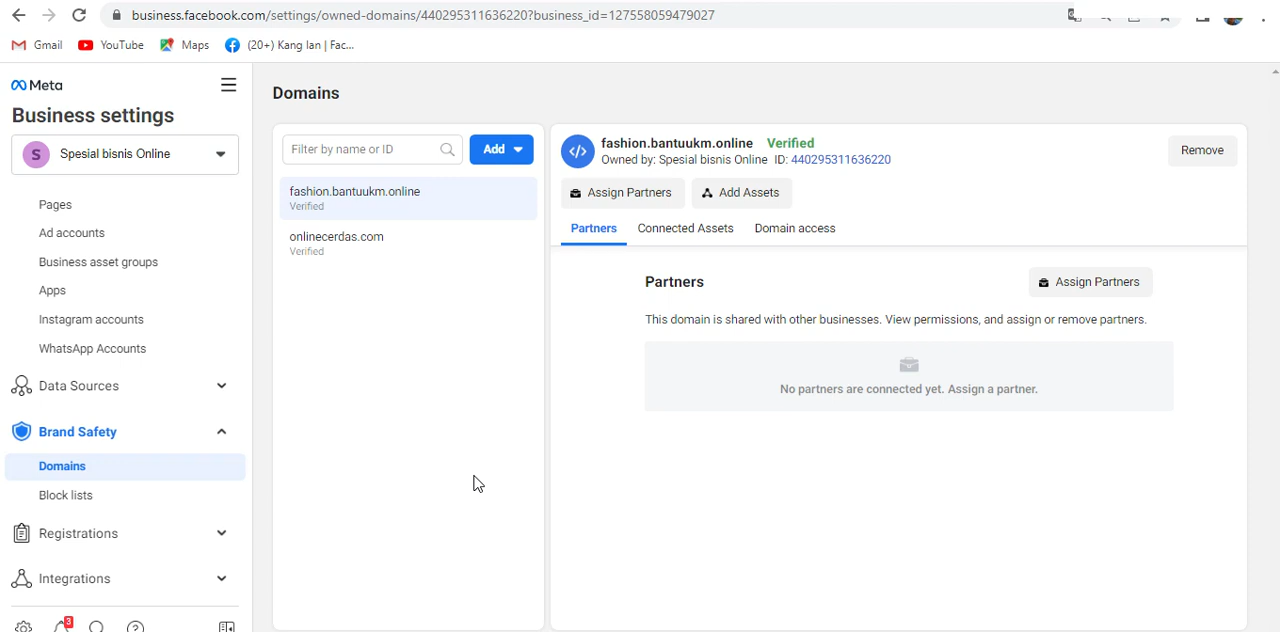 business.facebook.com/settings/owned-domains/440295311636220?business_id=127558059479027
Gmail YouTube Maps (20+) Kang Ian | Fac...
Meta
Business settings
S Spesial bisnis Online
Pages
Ad accounts
Business asset groups
Apps
Instagram accounts
WhatsApp Accounts
Data Sources
Brand Safety
Domains
Block lists
Registrations
Integrations
3
Domains
Filter by name or ID
Add
fashion.bantuukm.online
Verified
onlinecerdas.com
Verified
fashion.bantuukm.online Verified
Owned by: Spesial bisnis Online ID: 440295311636220
Remove
Assign Partners Add Assets
Partners Connected Assets Domain access
Partners
Assign Partners
This domain is shared with other businesses. View permissions, and assign or remove partners.
No partners are connected yet. Assign a partner.